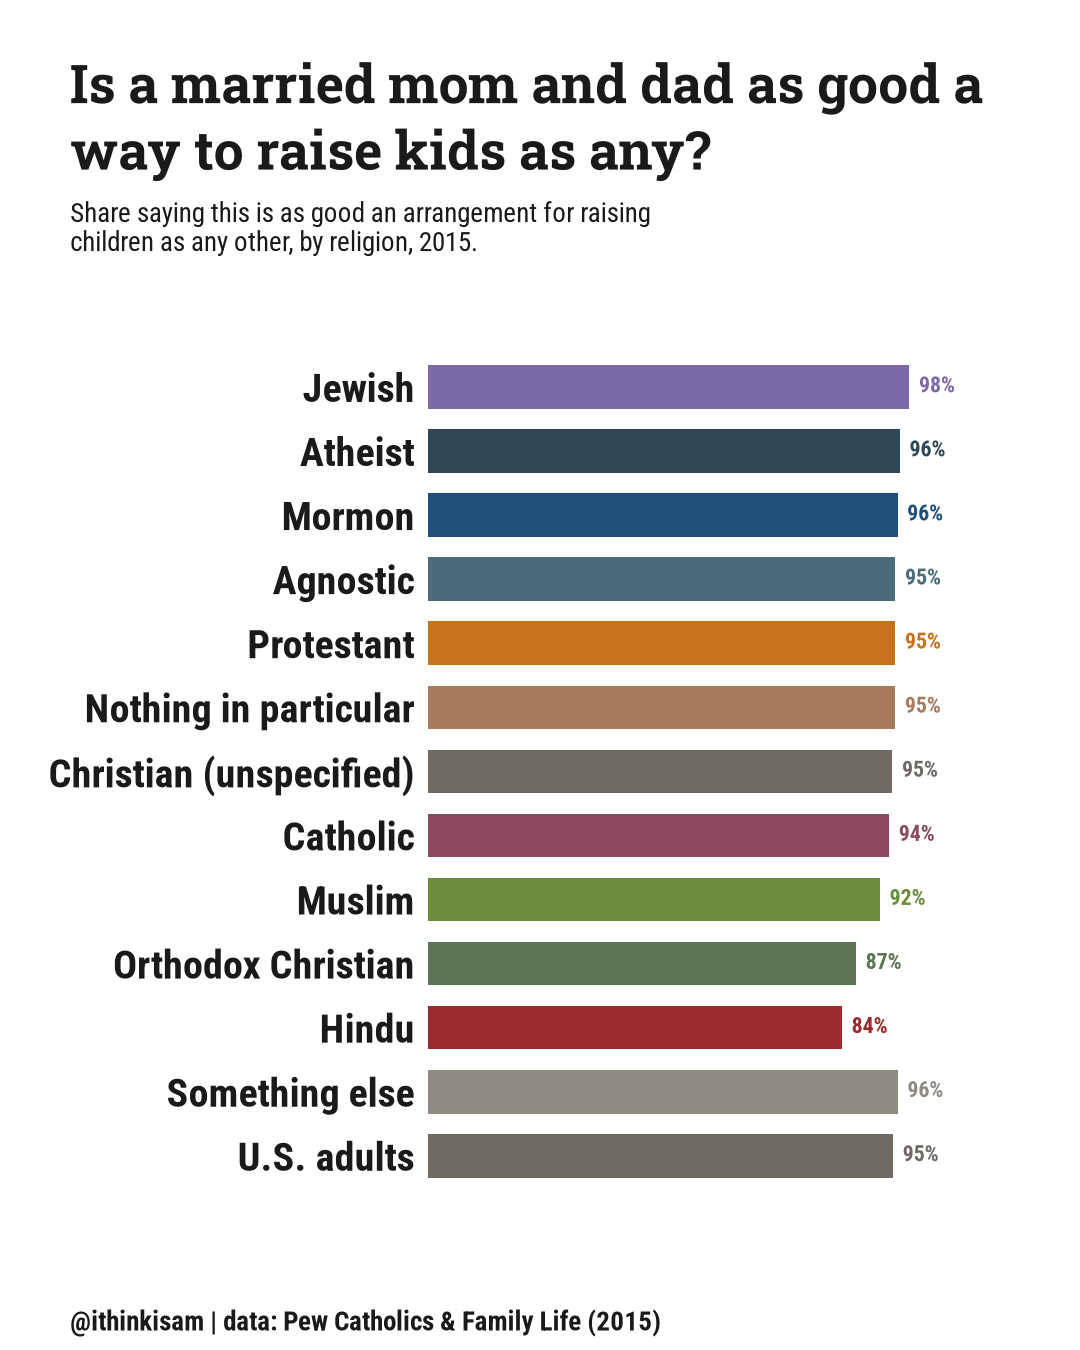 Is a married mom and dad as good a
way to raise kids as any?
Share saying this is as good an arrangement for raising
children as any other, by religion, 2015.
Jewish 98%
Atheist 96%
Mormon 96%
Agnostic 95%
Protestant 95%
Nothing in particular 95%
Christian (unspecified) 95%
Catholic 94%
Muslim 92%
Orthodox Christian 87%
Hindu 84%
Something else 96%
U.S. adults 95%
@ithinkisam | data: Pew Catholics & Family Life (2015)